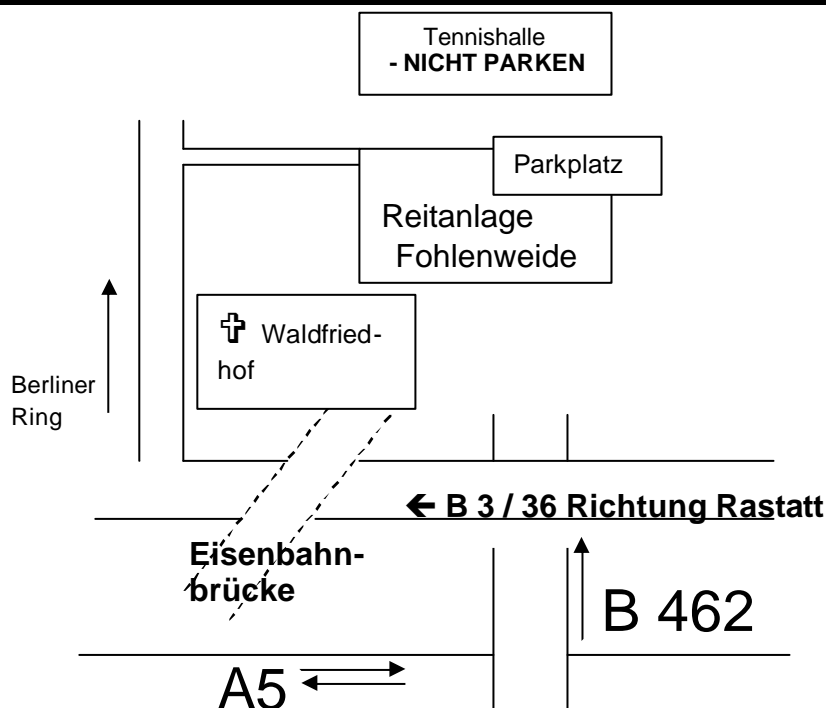 Tennishalle
- NICHT PARKEN
Parkplatz
Reitanlage
Fohlenweide
✞ Waldfried-
hof
Berliner
Ring
← B 3 / 36 Richtung Rastatt
Eisenbahn-
brücke
B 462
A5